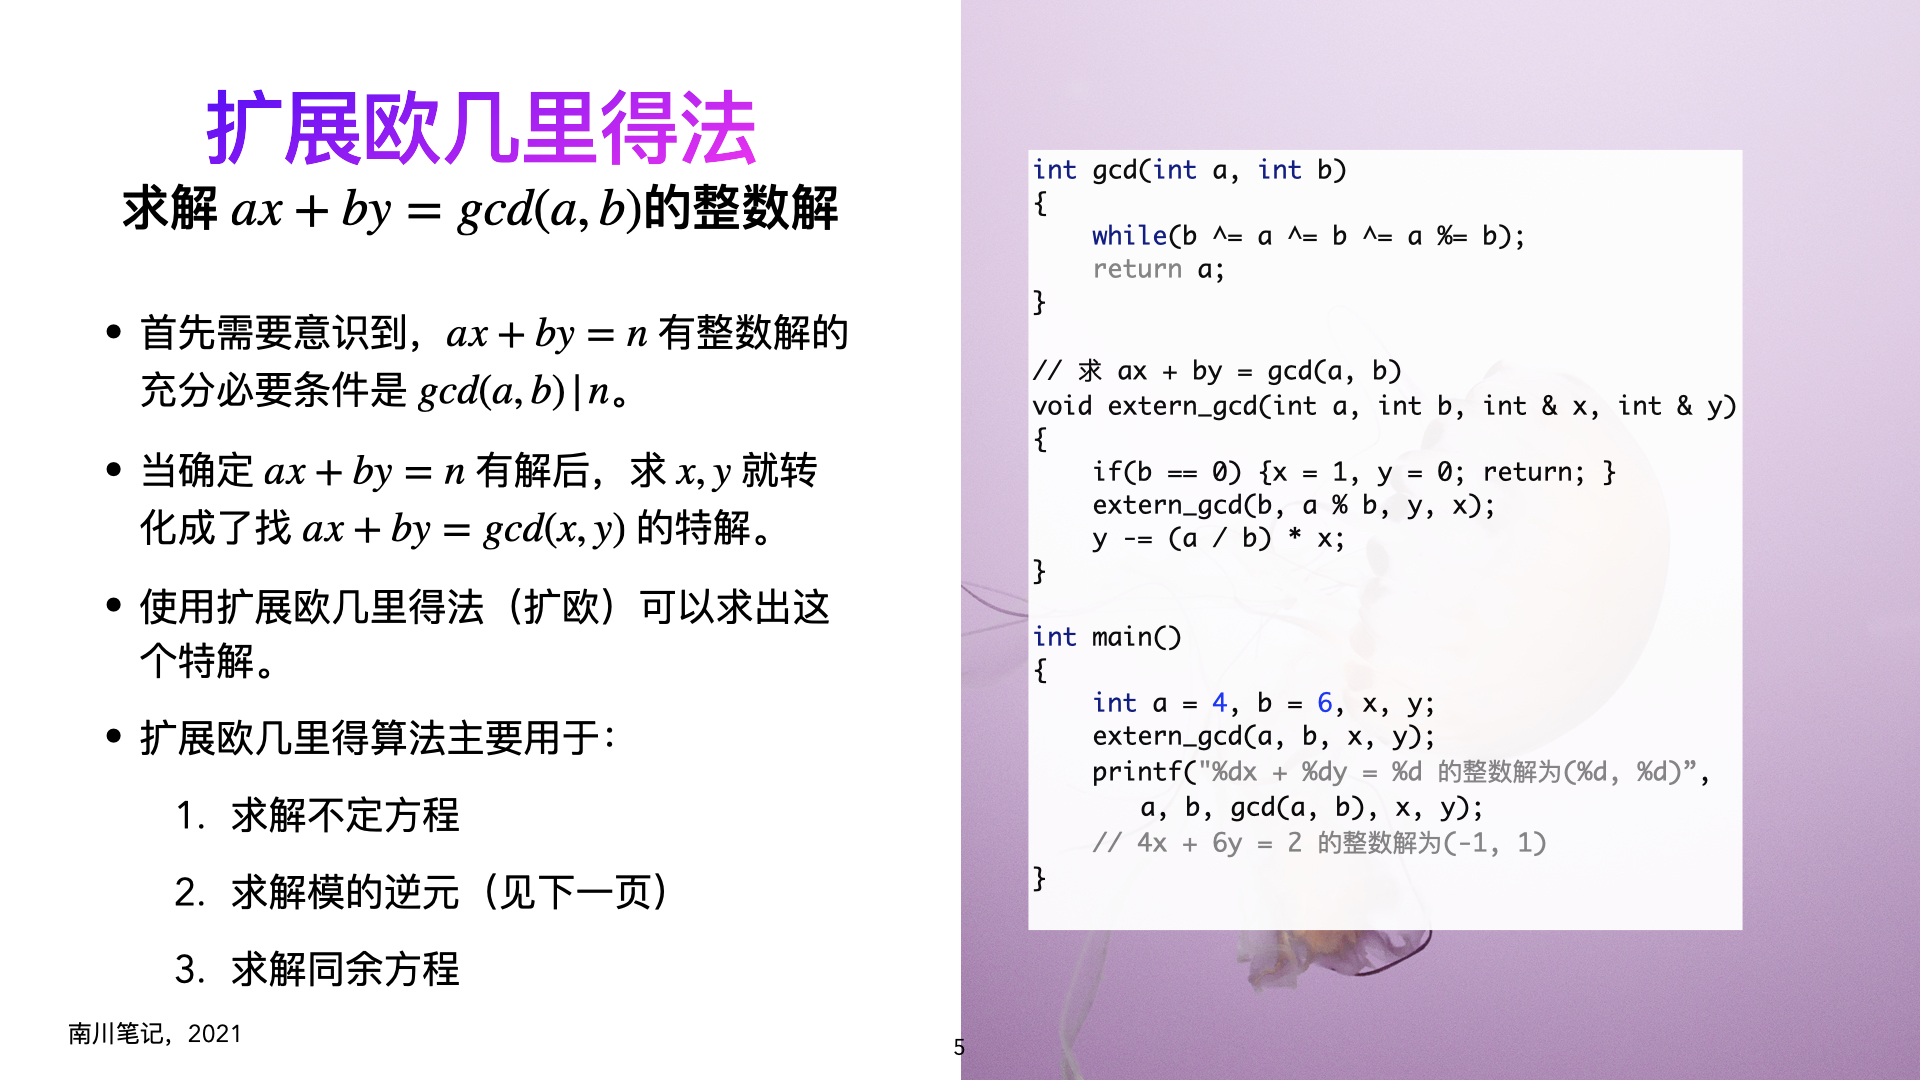 扩展欧几里得法
求解 ax + by = gcd(a, b)的整数解
• 首先需要意识到，ax + by = n 有整数解的
充分必要条件是 gcd(a, b) | n。
• 当确定 ax + by = n 有解后，求 x, y 就转
化成了找 ax + by = gcd(x, y) 的特解。
• 使用扩展欧几里得法（扩欧）可以求出这
个特解。
• 扩展欧几里得算法主要用于：
1. 求解不定方程
2. 求解模的逆元（见下一页）
3. 求解同余方程
南川笔记，2021
5
int gcd(int a, int b)
{
    while(b ^= a ^= b ^= a %= b);
    return a;
}
// 求 ax + by = gcd(a, b)
void extern_gcd(int a, int b, int & x, int & y)
{
    if(b == 0) {x = 1, y = 0; return; }
    extern_gcd(b, a % b, y, x);
    y -= (a / b) * x;
}
int main()
{
    int a = 4, b = 6, x, y;
    extern_gcd(a, b, x, y);
    printf("%dx + %dy = %d 的整数解为(%d, %d)”,
       a, b, gcd(a, b), x, y);
    // 4x + 6y = 2 的整数解为(-1, 1)
}